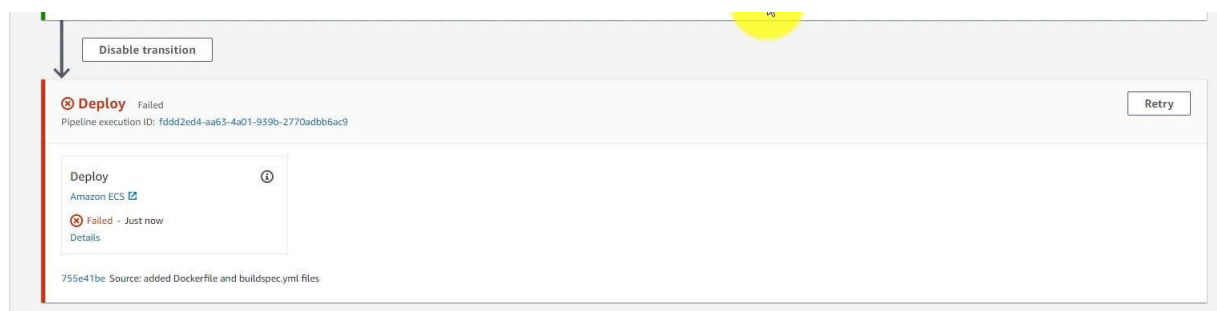 Disable transition
Deploy Failed
Retry
Pipeline execution ID: fddd2ed4-aa63-4a01-939b-2770adbb6ac9
Deploy
Amazon ECS
Failed - Just now
Details
755e41be Source: added Dockerfile and buildspec.yml files